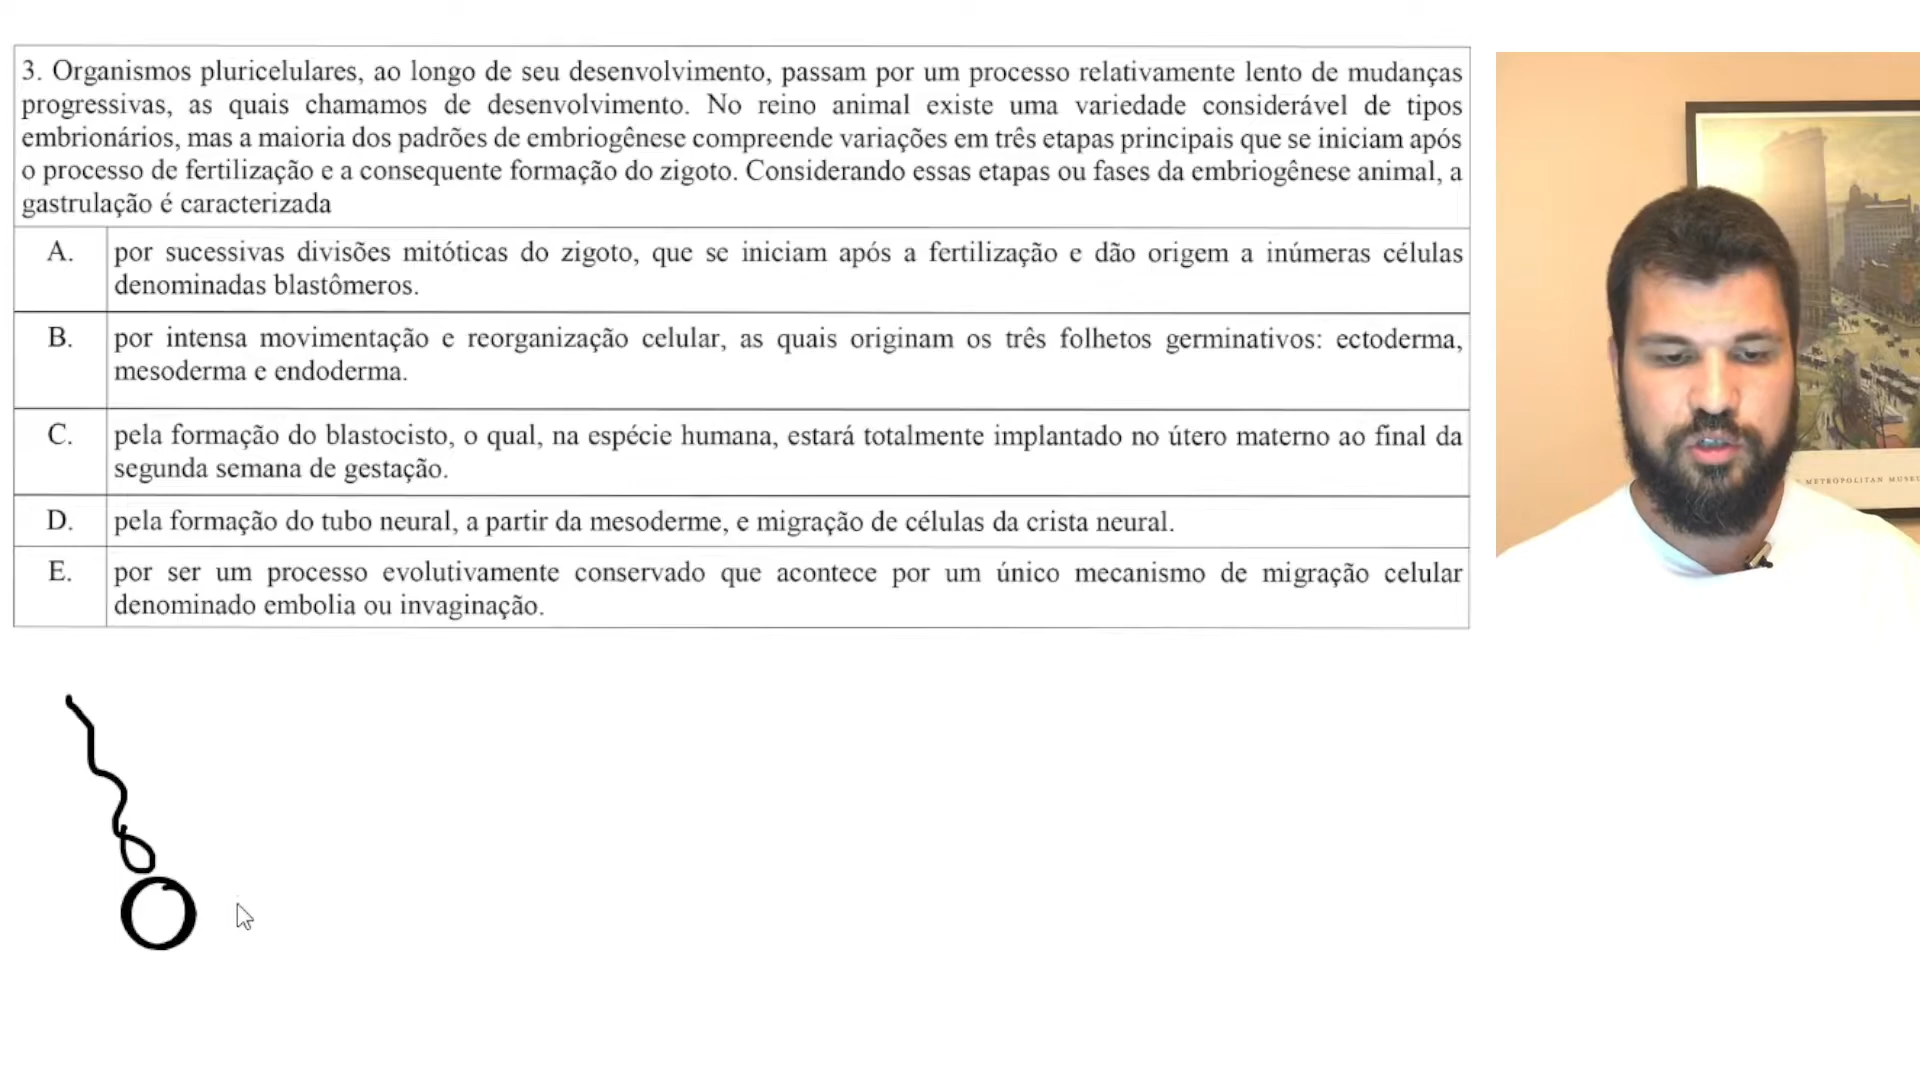 3. Organismos pluricelulares, ao longo de seu desenvolvimento, passam por um processo relativamente lento de mudanças
progressivas, as quais chamamos de desenvolvimento. No reino animal existe uma variedade considerável de tipos
embrionários, mas a maioria dos padrões de embriogênese compreende variações em três etapas principais que se iniciam após
o processo de fertilização e a consequente formação do zigoto. Considerando essas etapas ou fases da embriogênese animal, a
gastrulação é caracterizada
A. por sucessivas divisões mitóticas do zigoto, que se iniciam após a fertilização e dão origem a inúmeras células
denominadas blastômeros.
B. por intensa movimentação e reorganização celular, as quais originam os três folhetos germinativos: ectoderma,
mesoderma e endoderma.
C. pela formação do blastocisto, o qual, na espécie humana, estará totalmente implantado no útero materno ao final da
segunda semana de gestação.
D. pela formação do tubo neural, a partir da mesoderme, e migração de células da crista neural.
E. por ser um processo evolutivamente conservado que acontece por um único mecanismo de migração celular
denominado embolia ou invaginação.
METROPOLITAN